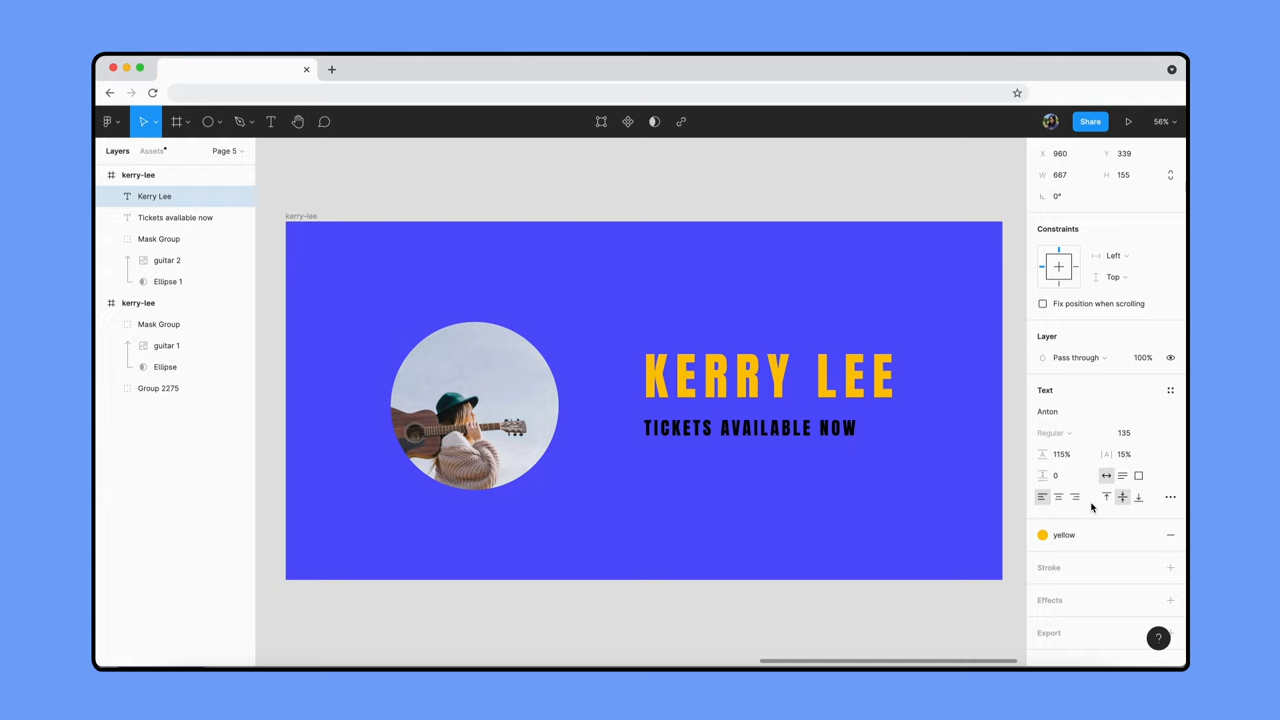 Share
56%
Layers Assets Page 5
kerry-lee
Kerry Lee
Tickets available now
Mask Group
guitar 2
Ellipse 1
kerry-lee
Mask Group
guitar 1
Ellipse
Group 2275
kerry-lee
KERRY LEE
TICKETS AVAILABLE NOW
X 960 Y 339
W 667 H 155
0°
Constraints
Left
Top
Fix position when scrolling
Layer
Pass through 100%
Text
Anton
Regular 135
A 115% |A| 15%
0
yellow
Stroke
Effects
Export
?